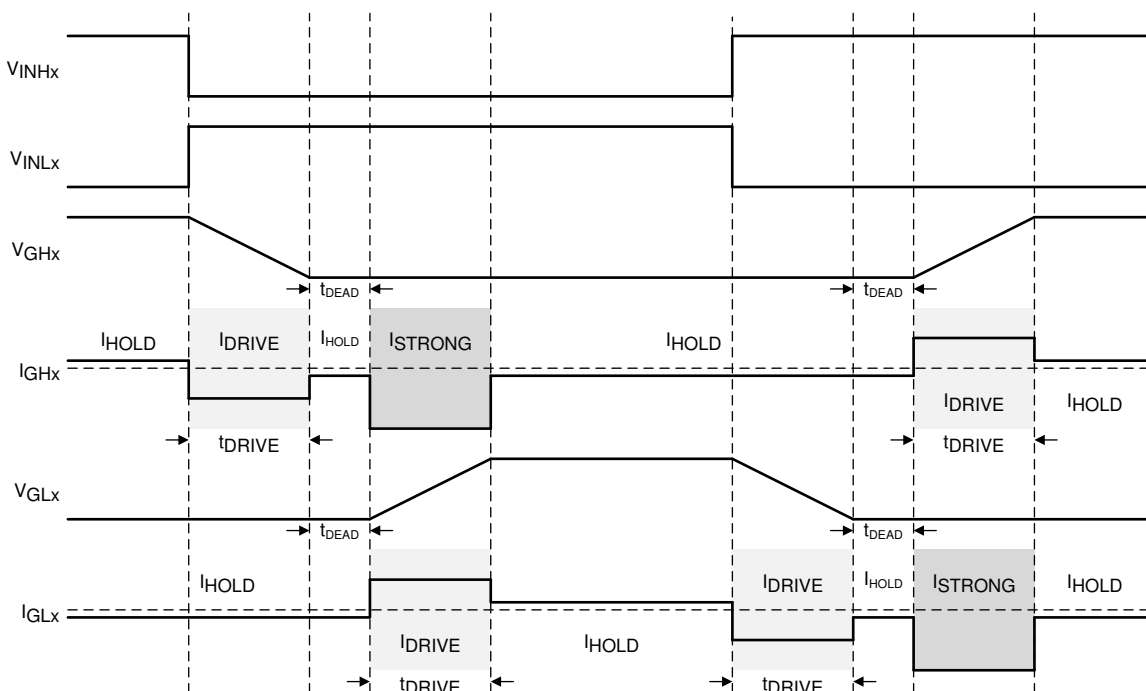 VINHx
VINLx
VGHx
tDEAD
tDEAD
IHOLD
IDRIVE
IHOLD
ISTRONG
IHOLD
IGHx
IDRIVE
IHOLD
tDRIVE
tDRIVE
VGLx
tDEAD
tDEAD
IHOLD
IDRIVE
IHOLD
ISTRONG
IHOLD
IGLx
IDRIVE
IHOLD
tDRIVE
tDRIVE